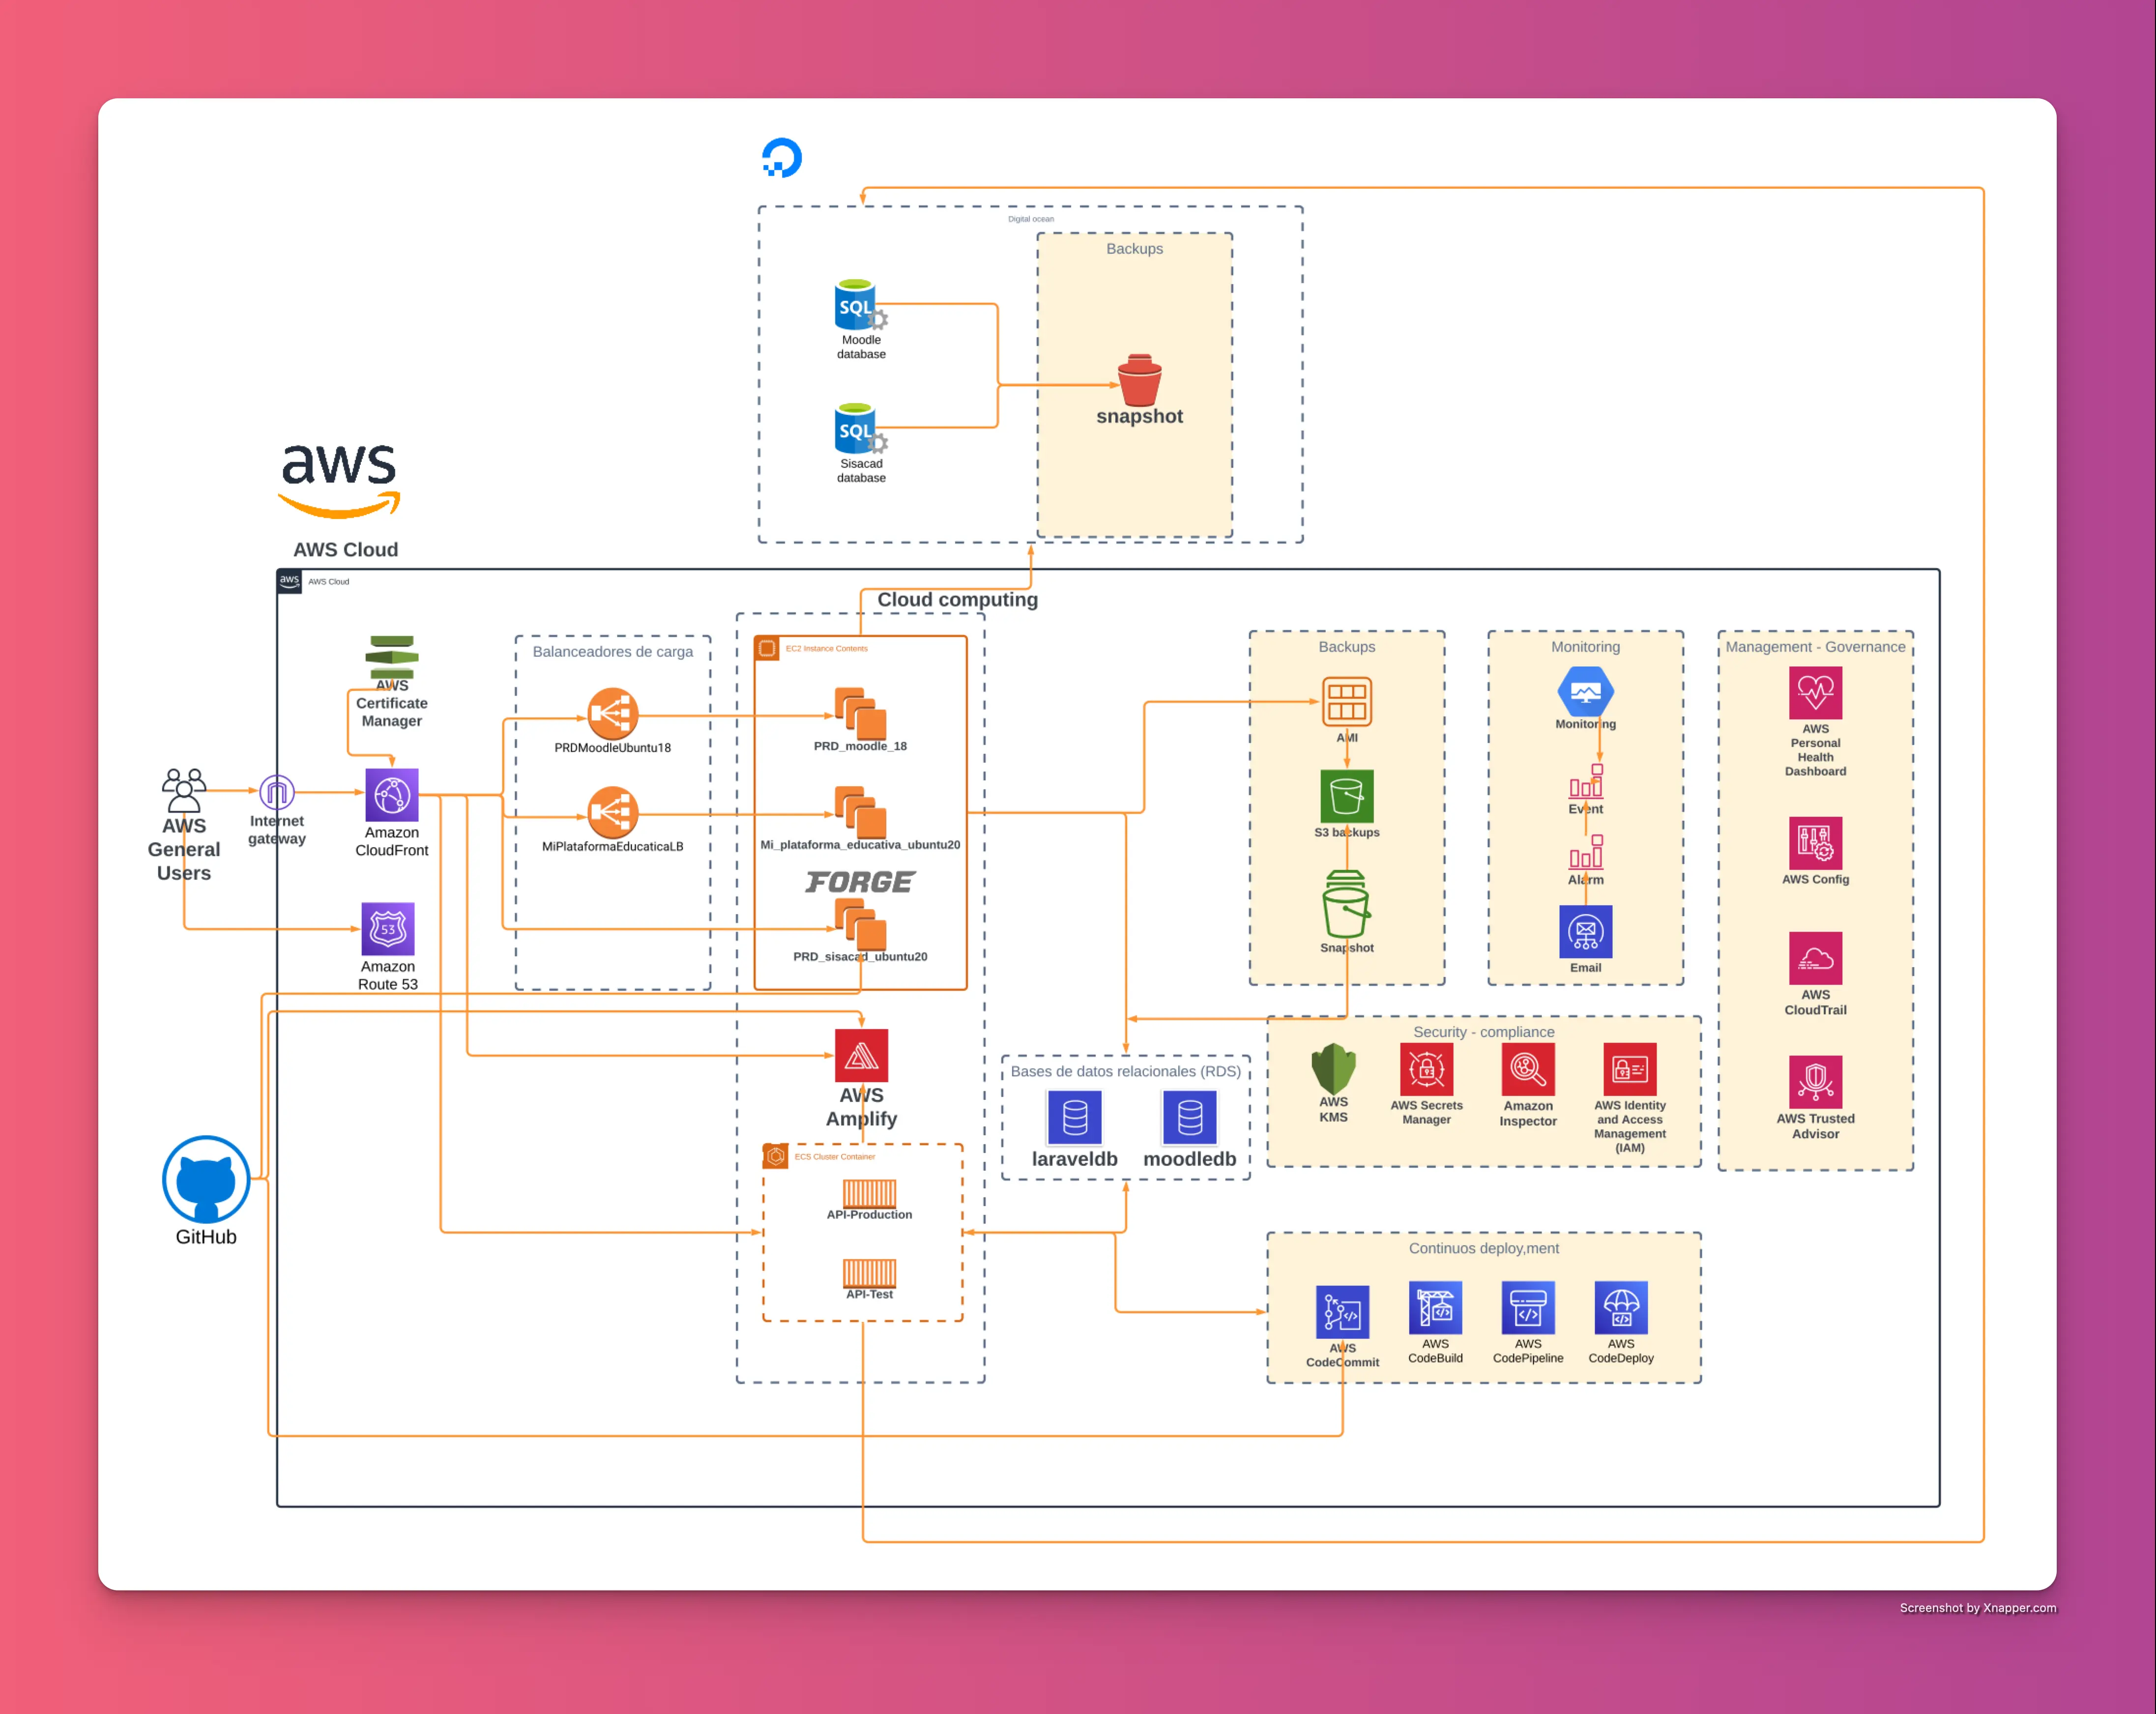 Digital ocean
Backups
SQL
Moodle
database
snapshot
SQL
Sisacad
database
aws
AWS Cloud
aws
AWS Cloud
Cloud computing
AWS
Certificate
Manager
Balanceadores de carga
EC2 Instance Contents
PRDMoodleUbuntu18
PRD_moodle_18
AWS
General
Users
Internet
gateway
Amazon
CloudFront
MiPlataformaEducaticaLB
Mi_plataforma_educativa_ubuntu20
FORGE
PRD_sisacad_ubuntu20
53
Amazon
Route 53
Backups
AMI
S3 backups
Snapshot
Monitoring
Monitoring
Event
Alarm
Email
Management - Governance
AWS
Personal
Health
Dashboard
AWS Config
AWS
CloudTrail
AWS Trusted
Advisor
AWS
Amplify
Bases de datos relacionales (RDS)
laraveldb
moodledb
Security - compliance
AWS
KMS
AWS Secrets
Manager
Amazon
Inspector
AWS Identity
and Access
Management
(IAM)
GitHub
ECS Cluster Container
API-Production
API-Test
Continuos deploy,ment
AWS
CodeCommit
AWS
CodeBuild
AWS
CodePipeline
AWS
CodeDeploy
Screenshot by Xnapper.com